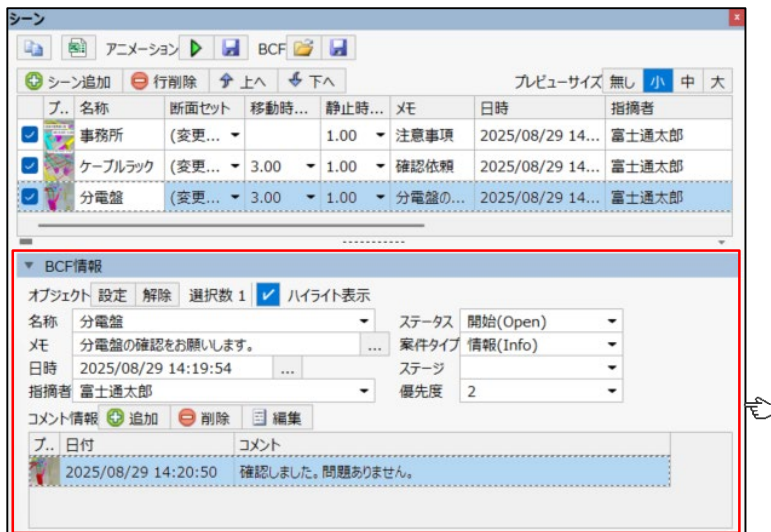 シーン
アニメーション BCF
シーン追加 行削除 上へ 下へ プレビューサイズ 無し 小 中 大
プ.. 名称 断面セット 移動時... 静止時... メモ 日時 指摘者
事務所 (変更... 1.00 注意事項 2025/08/29 14... 富士通太郎
ケーブルラック (変更... 3.00 1.00 確認依頼 2025/08/29 14... 富士通太郎
分電盤 (変更... 3.00 1.00 分電盤の... 2025/08/29 14... 富士通太郎
BCF情報
オブジェクト 設定 解除 選択数 1 ハイライト表示
名称 分電盤 ステータス 開始(Open)
メモ 分電盤の確認をお願いします。 ... 案件タイプ 情報(Info)
日時 2025/08/29 14:19:54 ... ステージ
指摘者 富士通太郎 優先度 2
コメント情報 追加 削除 編集
プ.. 日付 コメント
2025/08/29 14:20:50 確認しました。問題ありません。